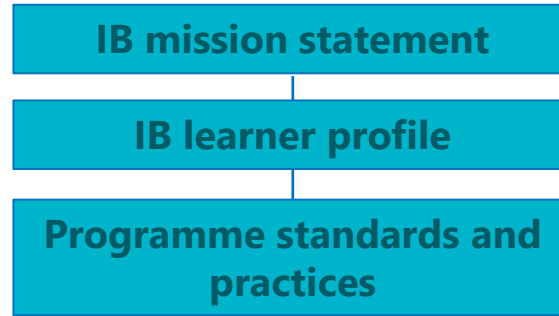 IB mission statement
IB learner profile
Programme standards and
practices